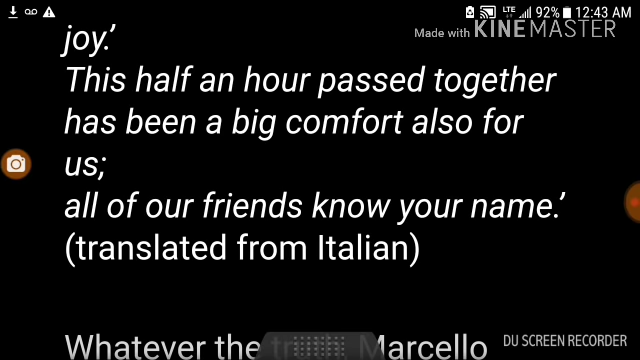 LTE 92% 12:43 AM
Made with KINEMASTER
joy.’
This half an hour passed together
has been a big comfort also for
us;
all of our friends know your name.’
(translated from Italian)
Whatever the truth, Marcello
DU SCREEN RECORDER